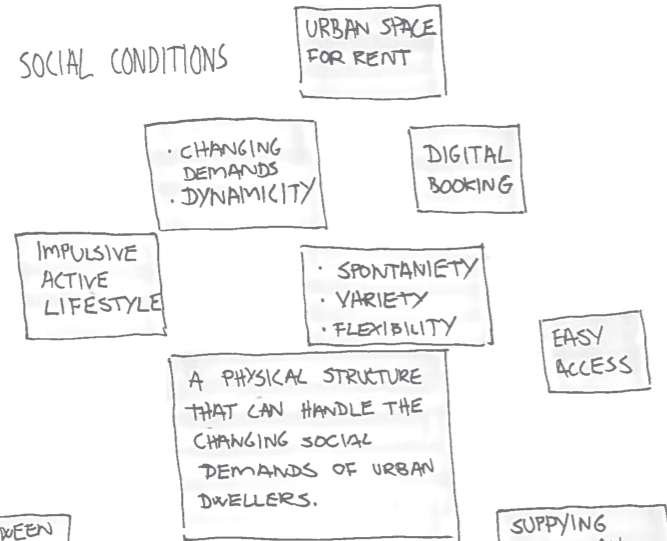 SOCIAL CONDITIONS
URBAN SPACE
FOR RENT
· CHANGING
DEMANDS
· DYNAMICITY
DIGITAL
BOOKING
IMPULSIVE
ACTIVE
LIFESTYLE
· SPONTANIETY
· VARIETY
· FLEXIBILITY
EASY
ACCESS
A PHYSICAL STRUCTURE
THAT CAN HANDLE THE
CHANGING SOCIAL
DEMANDS OF URBAN
DWELLERS.
SUPPYING